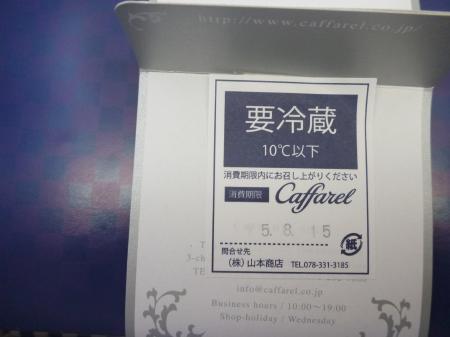 http://www.caffarel.co.jp/
要冷蔵
10℃以下
消費期限内にお召し上がりください
消費期限 Caffarel
5. 8. 15
紙
問合せ先
(株)山本商店 TEL.078-331-3185
info@caffarel.co.jp
Business hours / 10:00～19:00
Shop-holiday / Wednesday